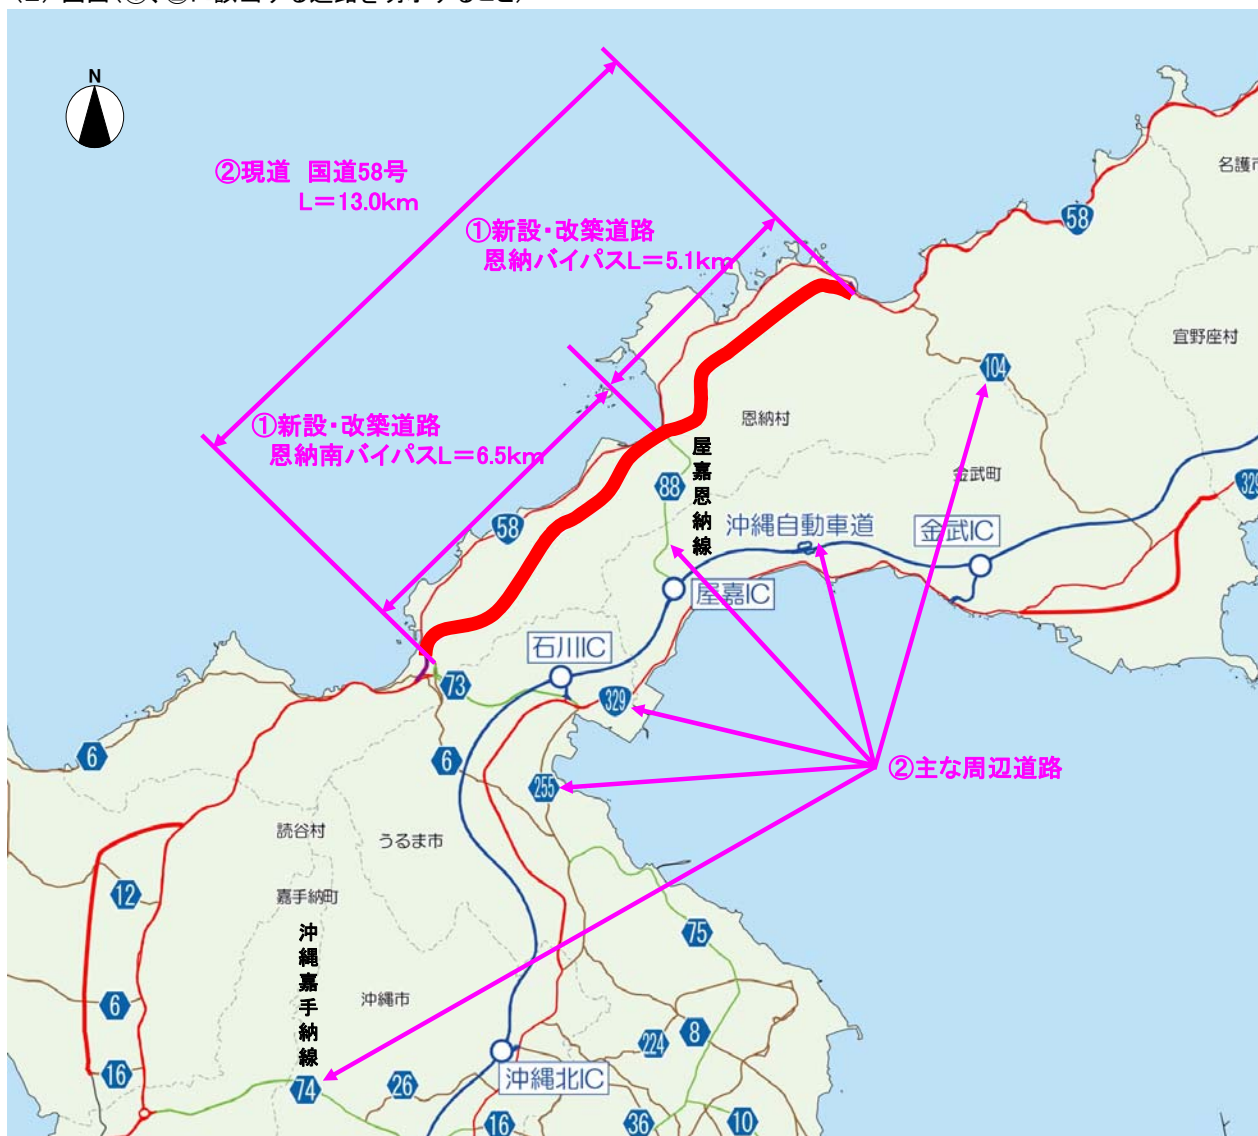 N
②現道 国道58号
L=13.0km
①新設・改築道路
恩納バイパスL=5.1km
名護市
58
宜野座村
104
①新設・改築道路
恩納南バイパスL=6.5km
恩納村
屋嘉恩納線
88
金武町
329
58
沖縄自動車道
金武IC
屋嘉IC
石川IC
73
329
6
6
255
②主な周辺道路
読谷村
うるま市
12
嘉手納町
沖縄嘉手納線
75
沖縄市
6
224
8
16
74
26
沖縄北IC
16
36
10